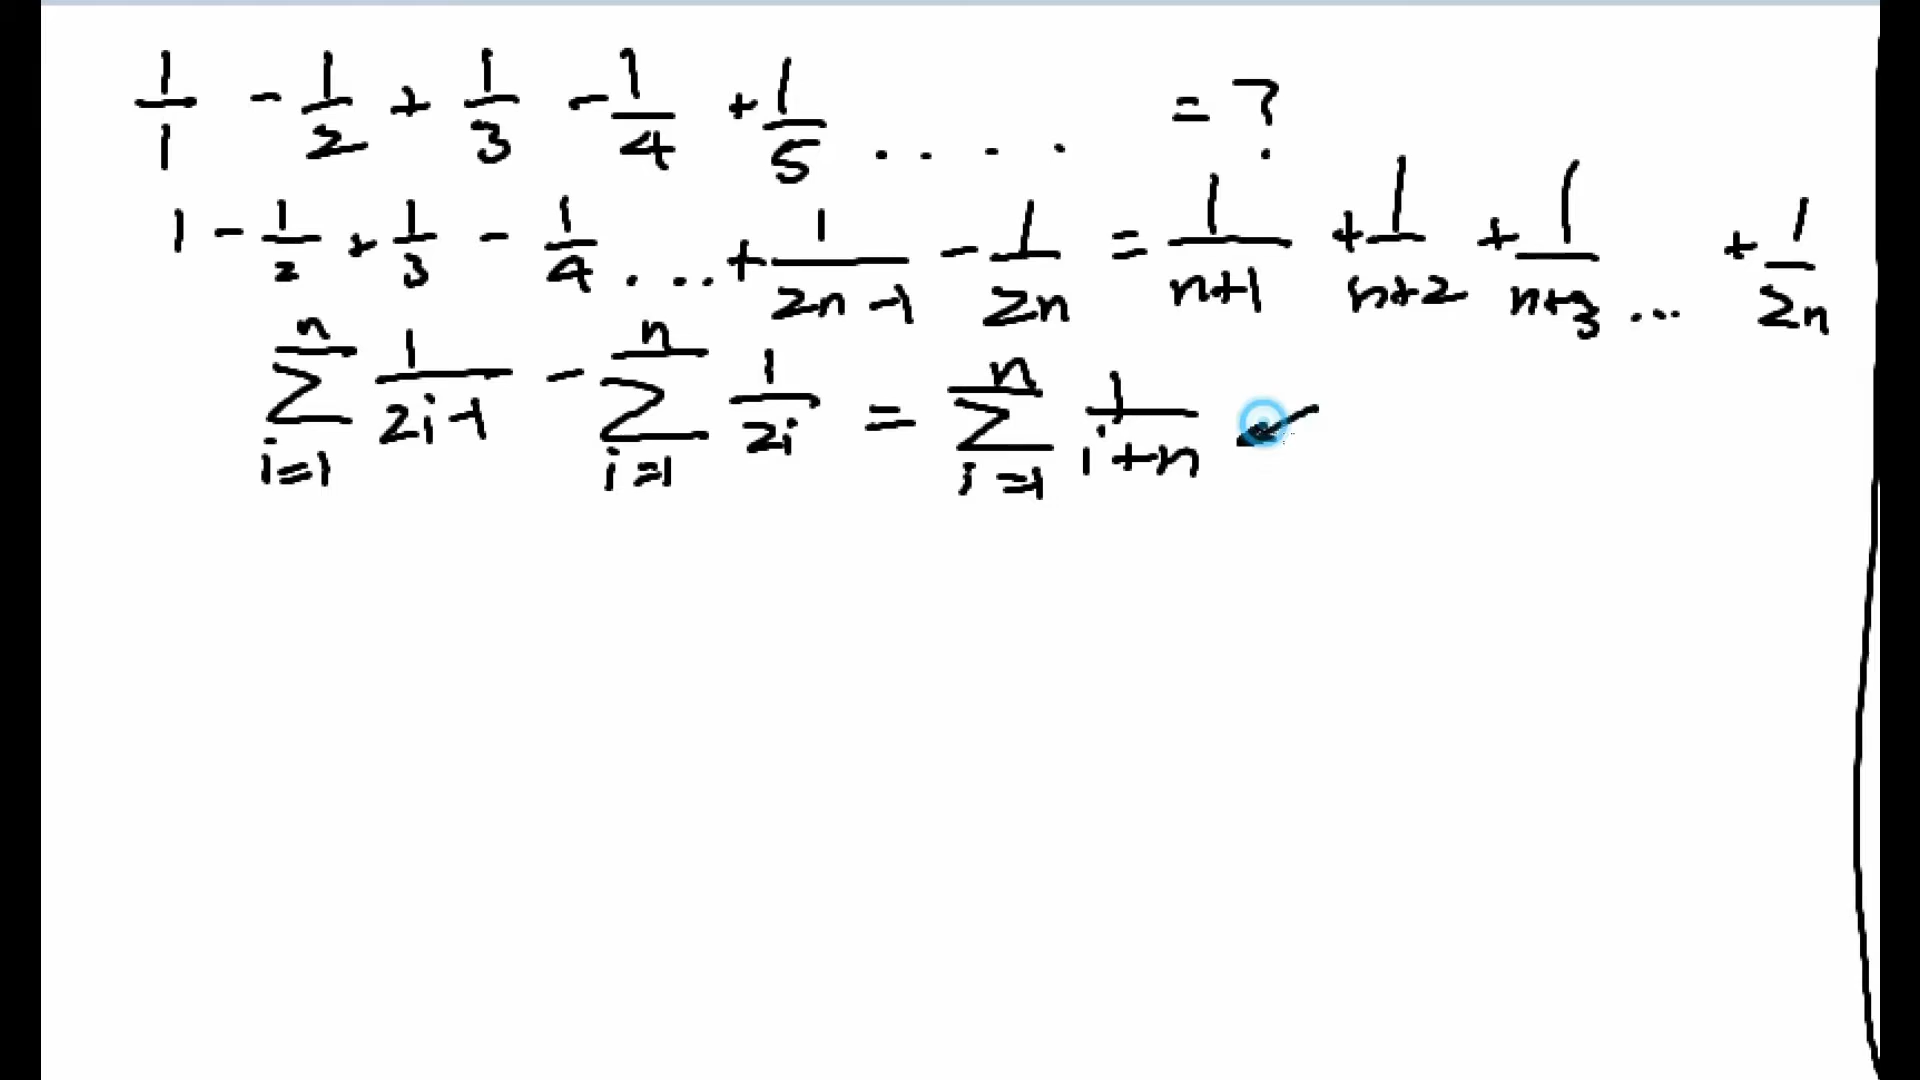 1/1 - 1/2 + 1/3 - 1/4 + 1/5 .... = ?
1 - 1/2 + 1/3 - 1/4 ... + 1/(2n-1) - 1/2n = 1/(n+1) + 1/(n+2) + 1/(n+3) ... + 1/2n
∑_{i=1}^{n} 1/(2i-1) - ∑_{i=1}^{n} 1/2i = ∑_{i=1}^{n} 1/(i+n)